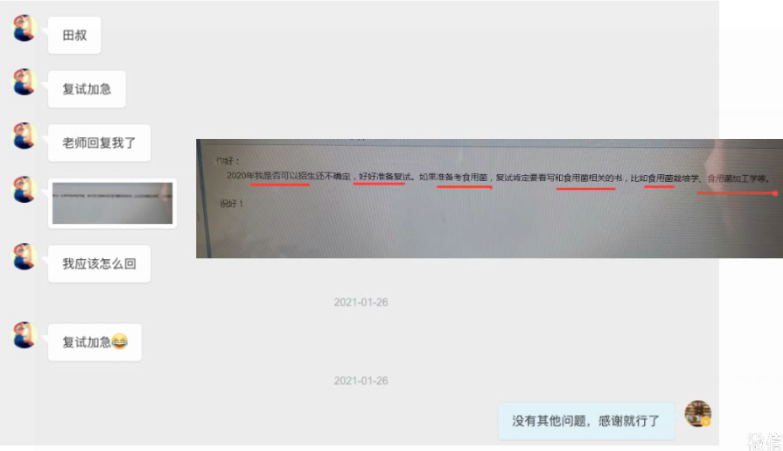 田叔
复试加急
老师回复我了
你好：
2020年我是否可以招生还不确定，好好准备复试。如果准备考食用菌，复试肯定要看写和食用菌相关的书，比如食用菌栽培学、食用菌加工学等。
祝好！
我应该怎么回
2021-01-26
复试加急😂
2021-01-26
没有其他问题，感谢就行了